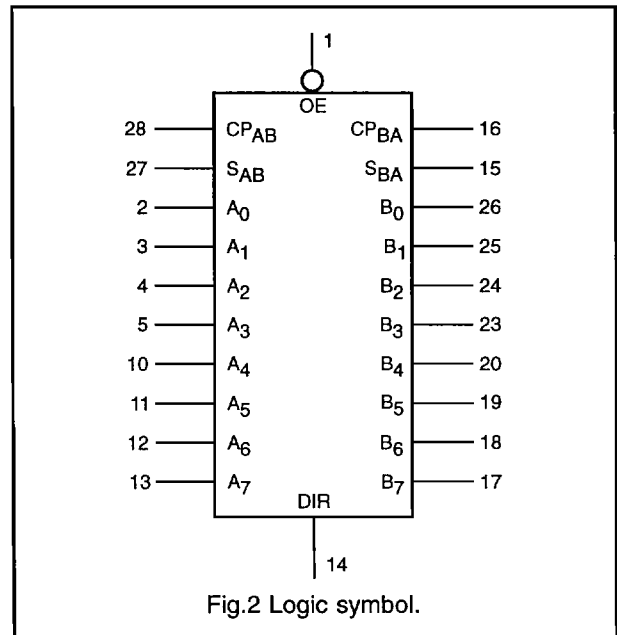 1
OE
28 CPAB CPBA 16
27 SAB SBA 15
2 A0 B0 26
3 A1 B1 25
4 A2 B2 24
5 A3 B3 23
10 A4 B4 20
11 A5 B5 19
12 A6 B6 18
13 A7 B7 17
DIR
14
Fig.2 Logic symbol.